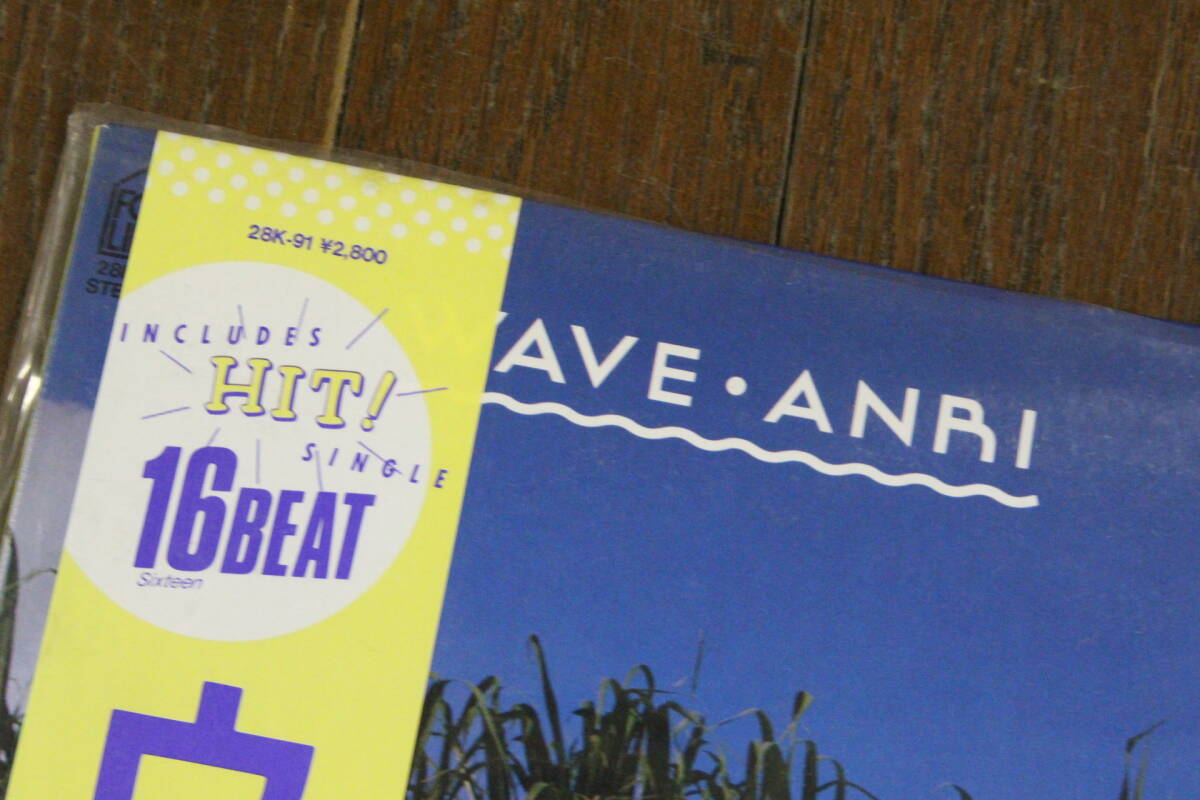 28K-91 ¥2,800
INCLUDES
HIT!
SINGLE
16BEAT
Sixteen
WAVE・ANRI